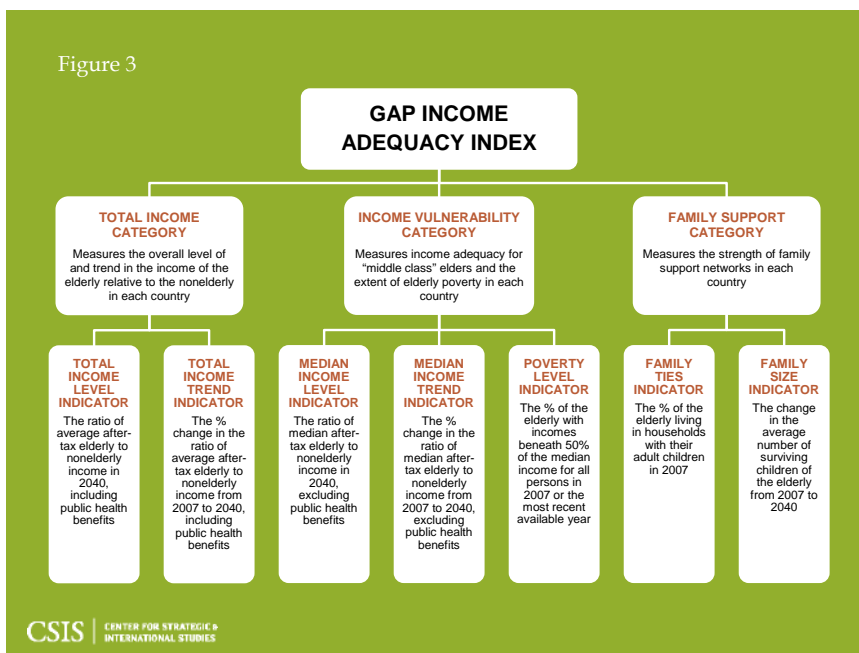 Figure 3
GAP INCOME
ADEQUACY INDEX
TOTAL INCOME
CATEGORY
Measures the overall level of
and trend in the income of the
elderly relative to the nonelderly
in each country
INCOME VULNERABILITY
CATEGORY
Measures income adequacy for
“middle class” elders and the
extent of elderly poverty in each
country
FAMILY SUPPORT
CATEGORY
Measures the strength of family
support networks in each
country
TOTAL
INCOME
LEVEL
INDICATOR
The ratio of
average after-
tax elderly to
nonelderly
income in
2040,
including
public health
benefits
TOTAL
INCOME
TREND
INDICATOR
The %
change in the
ratio of
average after-
tax elderly to
nonelderly
income from
2007 to 2040,
including
public health
benefits
MEDIAN
INCOME
LEVEL
INDICATOR
The ratio of
median after-
tax elderly to
nonelderly
income in
2040,
excluding
public health
benefits
MEDIAN
INCOME
TREND
INDICATOR
The %
change in the
ratio of
median after-
tax elderly to
nonelderly
income from
2007 to 2040,
excluding
public health
benefits
POVERTY
LEVEL
INDICATOR
The % of the
elderly with
incomes
beneath 50%
of the median
income for all
persons in
2007 or the
most recent
available year
FAMILY
TIES
INDICATOR
The % of the
elderly living
in households
with their
adult children
in 2007
FAMILY
SIZE
INDICATOR
The change
in the
average
number of
surviving
children of
the elderly
from 2007 to
2040
CSIS | CENTER FOR STRATEGIC &
INTERNATIONAL STUDIES